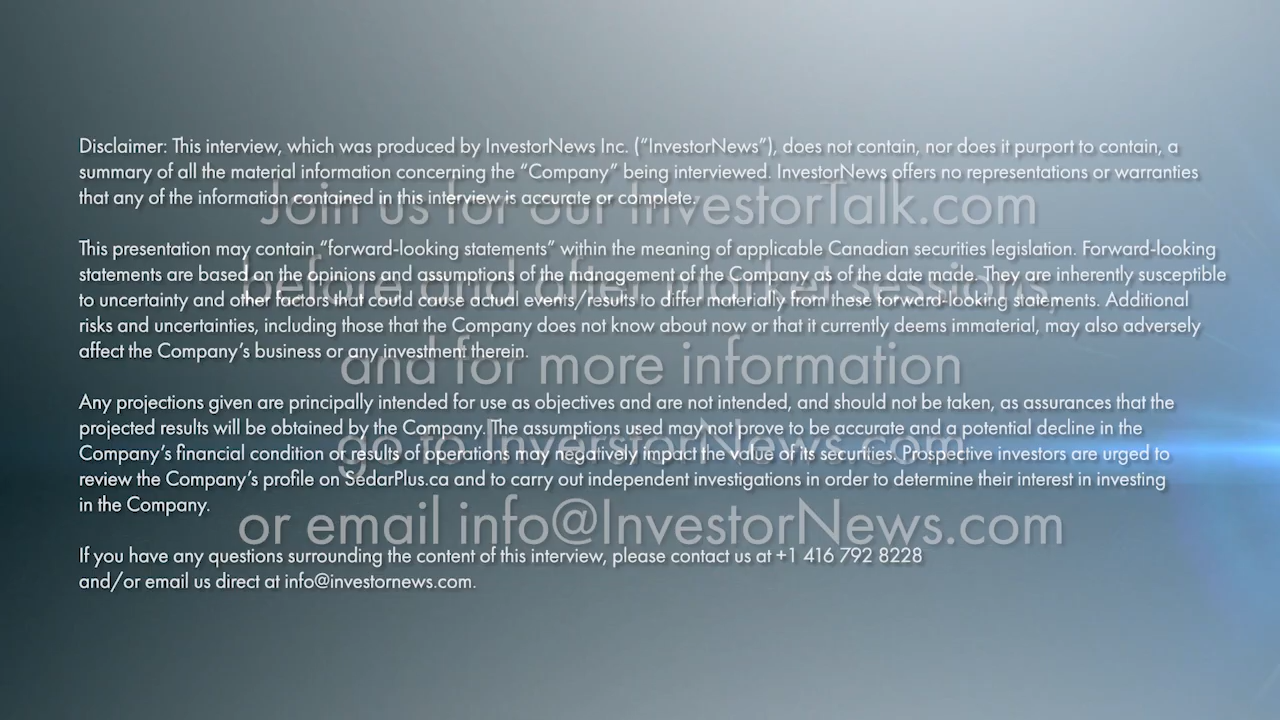 Disclaimer: This interview, which was produced by InvestorNews Inc. (“InvestorNews”), does not contain, nor does it purport to contain, a
summary of all the material information concerning the “Company” being interviewed. InvestorNews offers no representations or warranties
that any of the information contained in this interview is accurate or complete.
This presentation may contain “forward-looking statements” within the meaning of applicable Canadian securities legislation. Forward-looking
statements are based on the opinions and assumptions of the management of the Company as of the date made. They are inherently susceptible
to uncertainty and other factors that could cause actual events/results to differ materially from these forward-looking statements. Additional
risks and uncertainties, including those that the Company does not know about now or that it currently deems immaterial, may also adversely
affect the Company’s business or any investment therein.
Any projections given are principally intended for use as objectives and are not intended, and should not be taken, as assurances that the
projected results will be obtained by the Company. The assumptions used may not prove to be accurate and a potential decline in the
Company’s financial condition or results of operations may negatively impact the value of its securities. Prospective investors are urged to
review the Company’s profile on SedarPlus.ca and to carry out independent investigations in order to determine their interest in investing
in the Company.
If you have any questions surrounding the content of this interview, please contact us at +1 416 792 8228
and/or email us direct at info@investornews.com.
Join us for our InvestorTalk.com
before and after market sessions,
and for more information
go to InverstorNews.com
or email info@InvestorNews.com